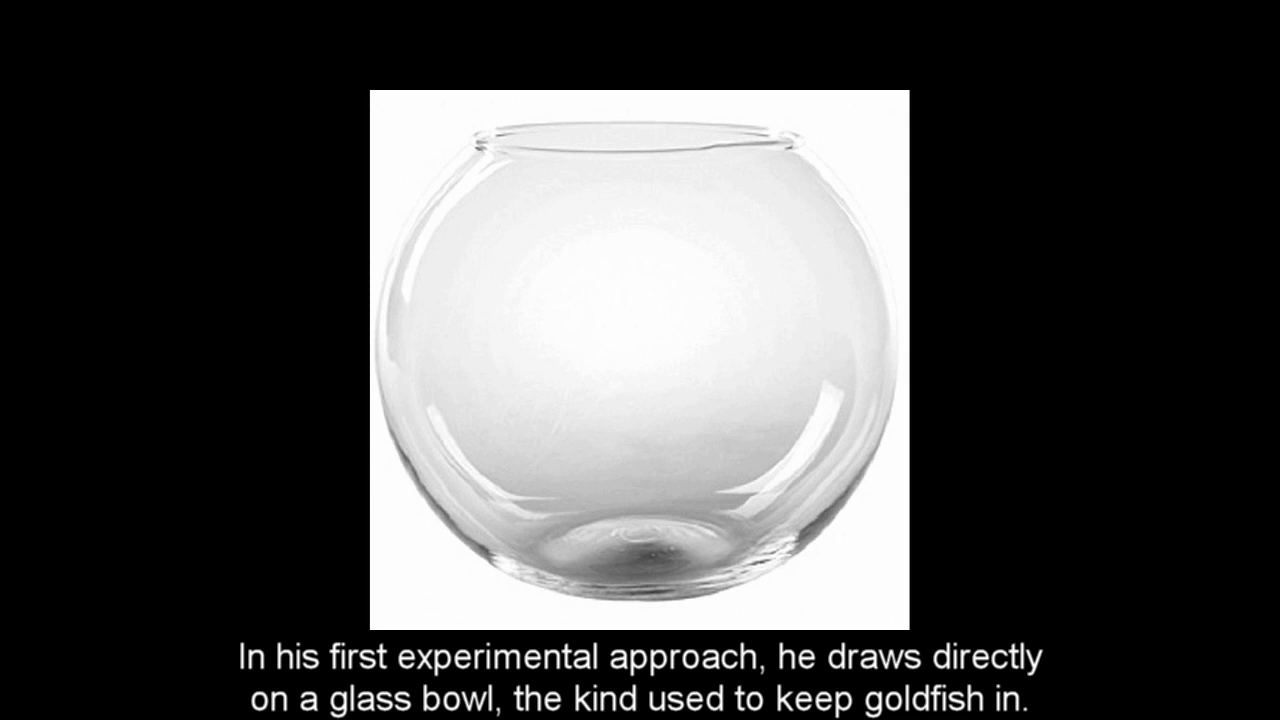 In his first experimental approach, he draws directly
on a glass bowl, the kind used to keep goldfish in.